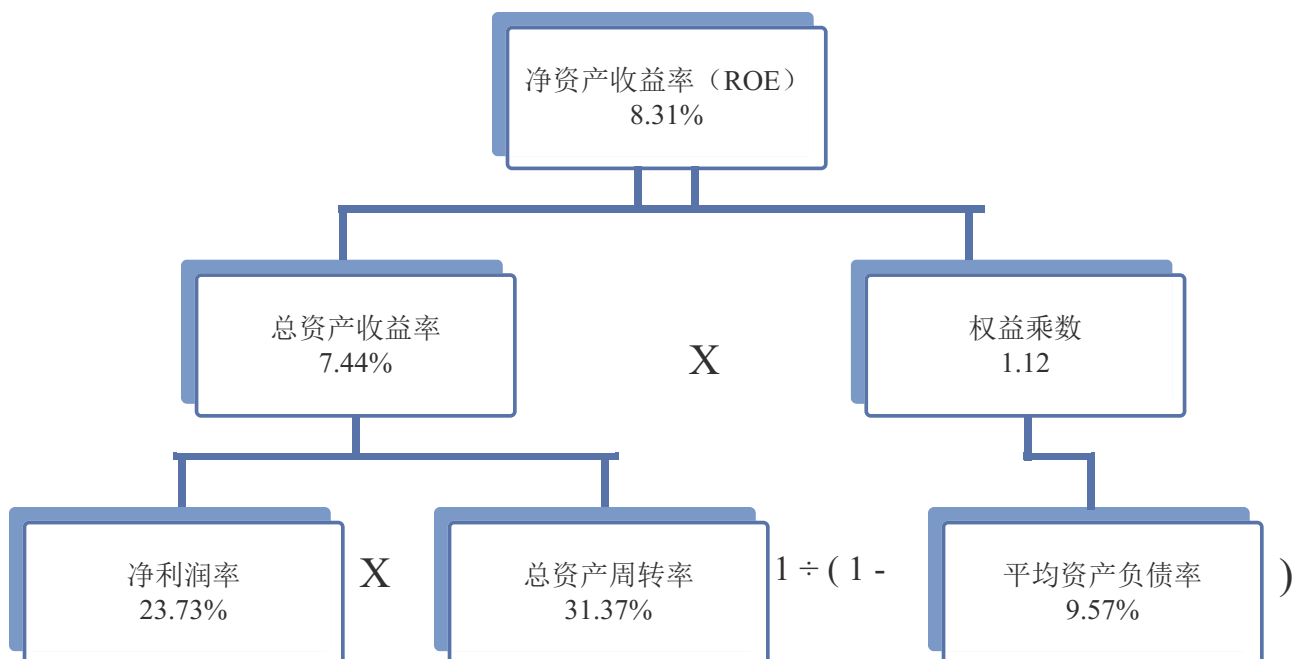 净资产收益率（ROE）
8.31%
总资产收益率
7.44%
X
权益乘数
1.12
净利润率
23.73%
X
总资产周转率
31.37%
1 ÷ ( 1 -
平均资产负债率
9.57%
)